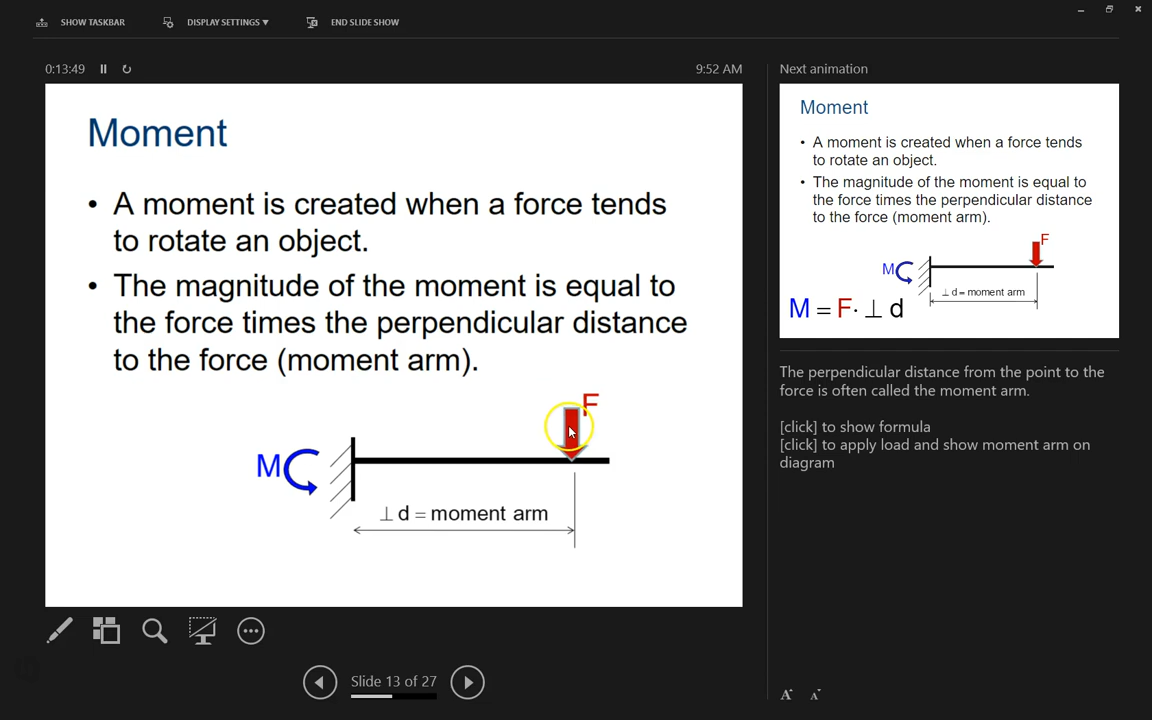 SHOW TASKBAR
DISPLAY SETTINGS ▼
END SLIDE SHOW
0:13:49
9:52 AM
Moment
• A moment is created when a force tends
to rotate an object.
• The magnitude of the moment is equal to
the force times the perpendicular distance
to the force (moment arm).
F
M
⊥ d = moment arm
Slide 13 of 27
Next animation
Moment
• A moment is created when a force tends
to rotate an object.
• The magnitude of the moment is equal to
the force times the perpendicular distance
to the force (moment arm).
F
M
⊥ d = moment arm
M = F· ⊥ d
The perpendicular distance from the point to the
force is often called the moment arm.
[click] to show formula
[click] to apply load and show moment arm on
diagram
A A